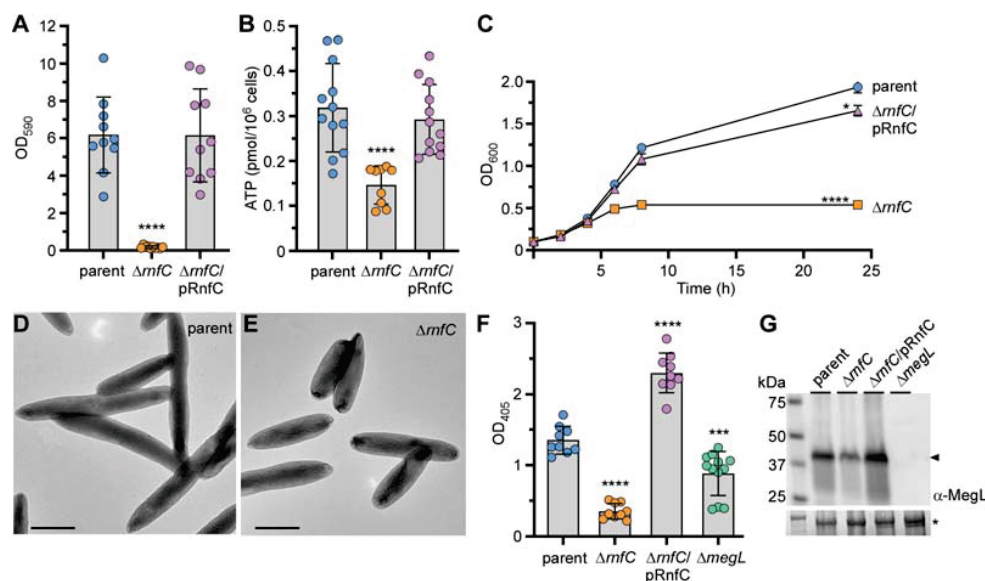 A
OD590
12
10
8
6
4
2
0
****
parent
ΔrnfC
ΔrnfC/
pRnfC
B
ATP (pmol/10⁶ cells)
0.5
0.4
0.3
0.2
0.1
0
****
parent
ΔrnfC
ΔrnfC/
pRnfC
C
OD600
2.0
1.5
1.0
0.5
0
parent
*
ΔrnfC/
pRnfC
****
ΔrnfC
0
5
10
15
20
25
Time (h)
D
parent
E
ΔrnfC
F
OD405
3
2
1
0
****
****
***
parent
ΔrnfC
ΔrnfC/
pRnfC
ΔmegL
G
parent
ΔrnfC
ΔrnfC/pRnfC
ΔmegL
kDa
75
50
37
25
α-MegL
*